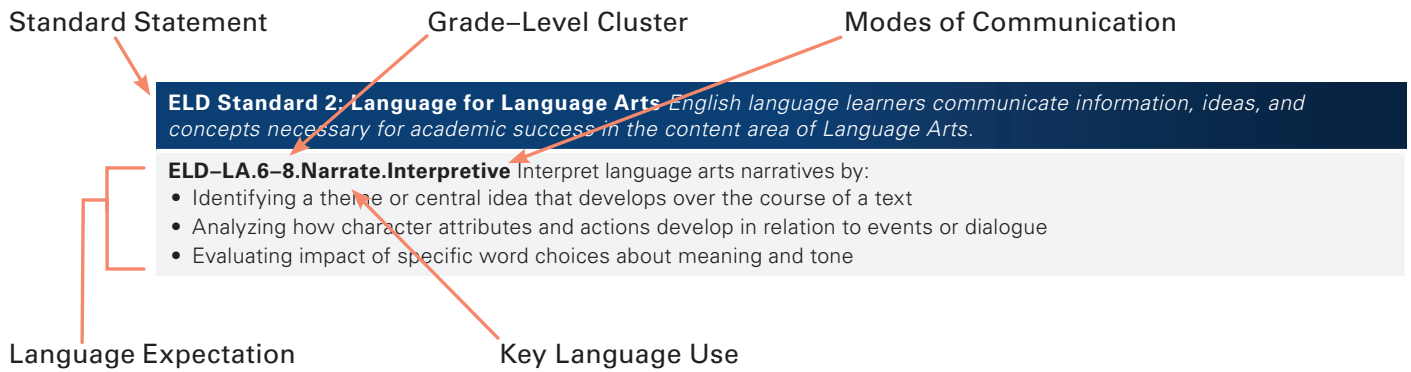 Standard Statement Grade–Level Cluster Modes of Communication
ELD Standard 2: Language for Language Arts English language learners communicate information, ideas, and
concepts necessary for academic success in the content area of Language Arts.
ELD–LA.6–8.Narrate.Interpretive Interpret language arts narratives by:
• Identifying a theme or central idea that develops over the course of a text
• Analyzing how character attributes and actions develop in relation to events or dialogue
• Evaluating impact of specific word choices about meaning and tone
Language Expectation Key Language Use